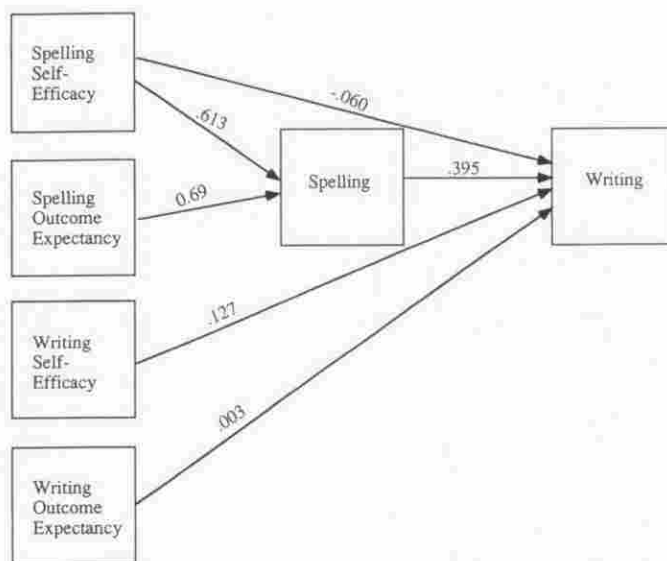 Spelling
Self-
Efficacy
-.060
.613
Spelling
.395
Writing
Spelling
Outcome
Expectancy
0.69
.127
Writing
Self-
Efficacy
.003
Writing
Outcome
Expectancy